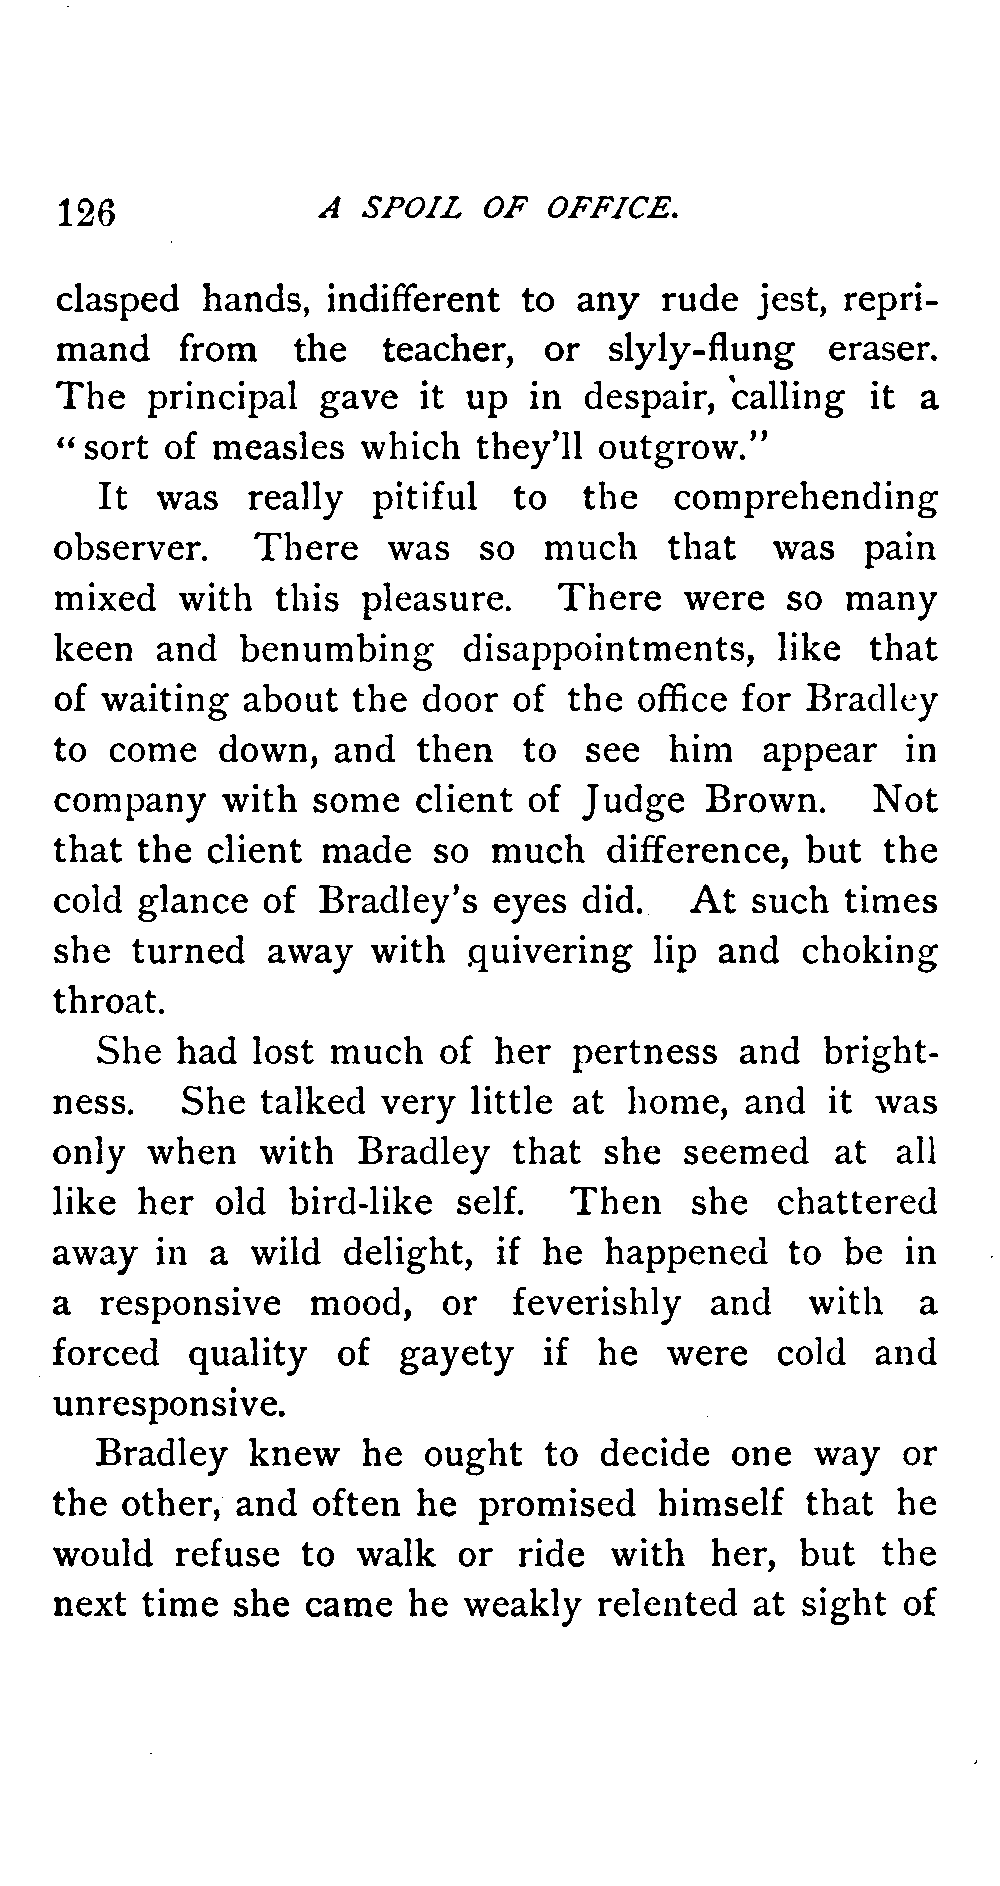 126 A SPOIL OF OFFICE.
clasped hands, indifferent to any rude jest, repri-
mand from the teacher, or slyly-flung eraser.
The principal gave it up in despair, calling it a
"sort of measles which they'll outgrow."
It was really pitiful to the comprehending
observer. There was so much that was pain
mixed with this pleasure. There were so many
keen and benumbing disappointments, like that
of waiting about the door of the office for Bradley
to come down, and then to see him appear in
company with some client of Judge Brown. Not
that the client made so much difference, but the
cold glance of Bradley's eyes did. At such times
she turned away with quivering lip and choking
throat.
She had lost much of her pertness and bright-
ness. She talked very little at home, and it was
only when with Bradley that she seemed at all
like her old bird-like self. Then she chattered
away in a wild delight, if he happened to be in
a responsive mood, or feverishly and with a
forced quality of gayety if he were cold and
unresponsive.
Bradley knew he ought to decide one way or
the other, and often he promised himself that he
would refuse to walk or ride with her, but the
next time she came he weakly relented at sight of